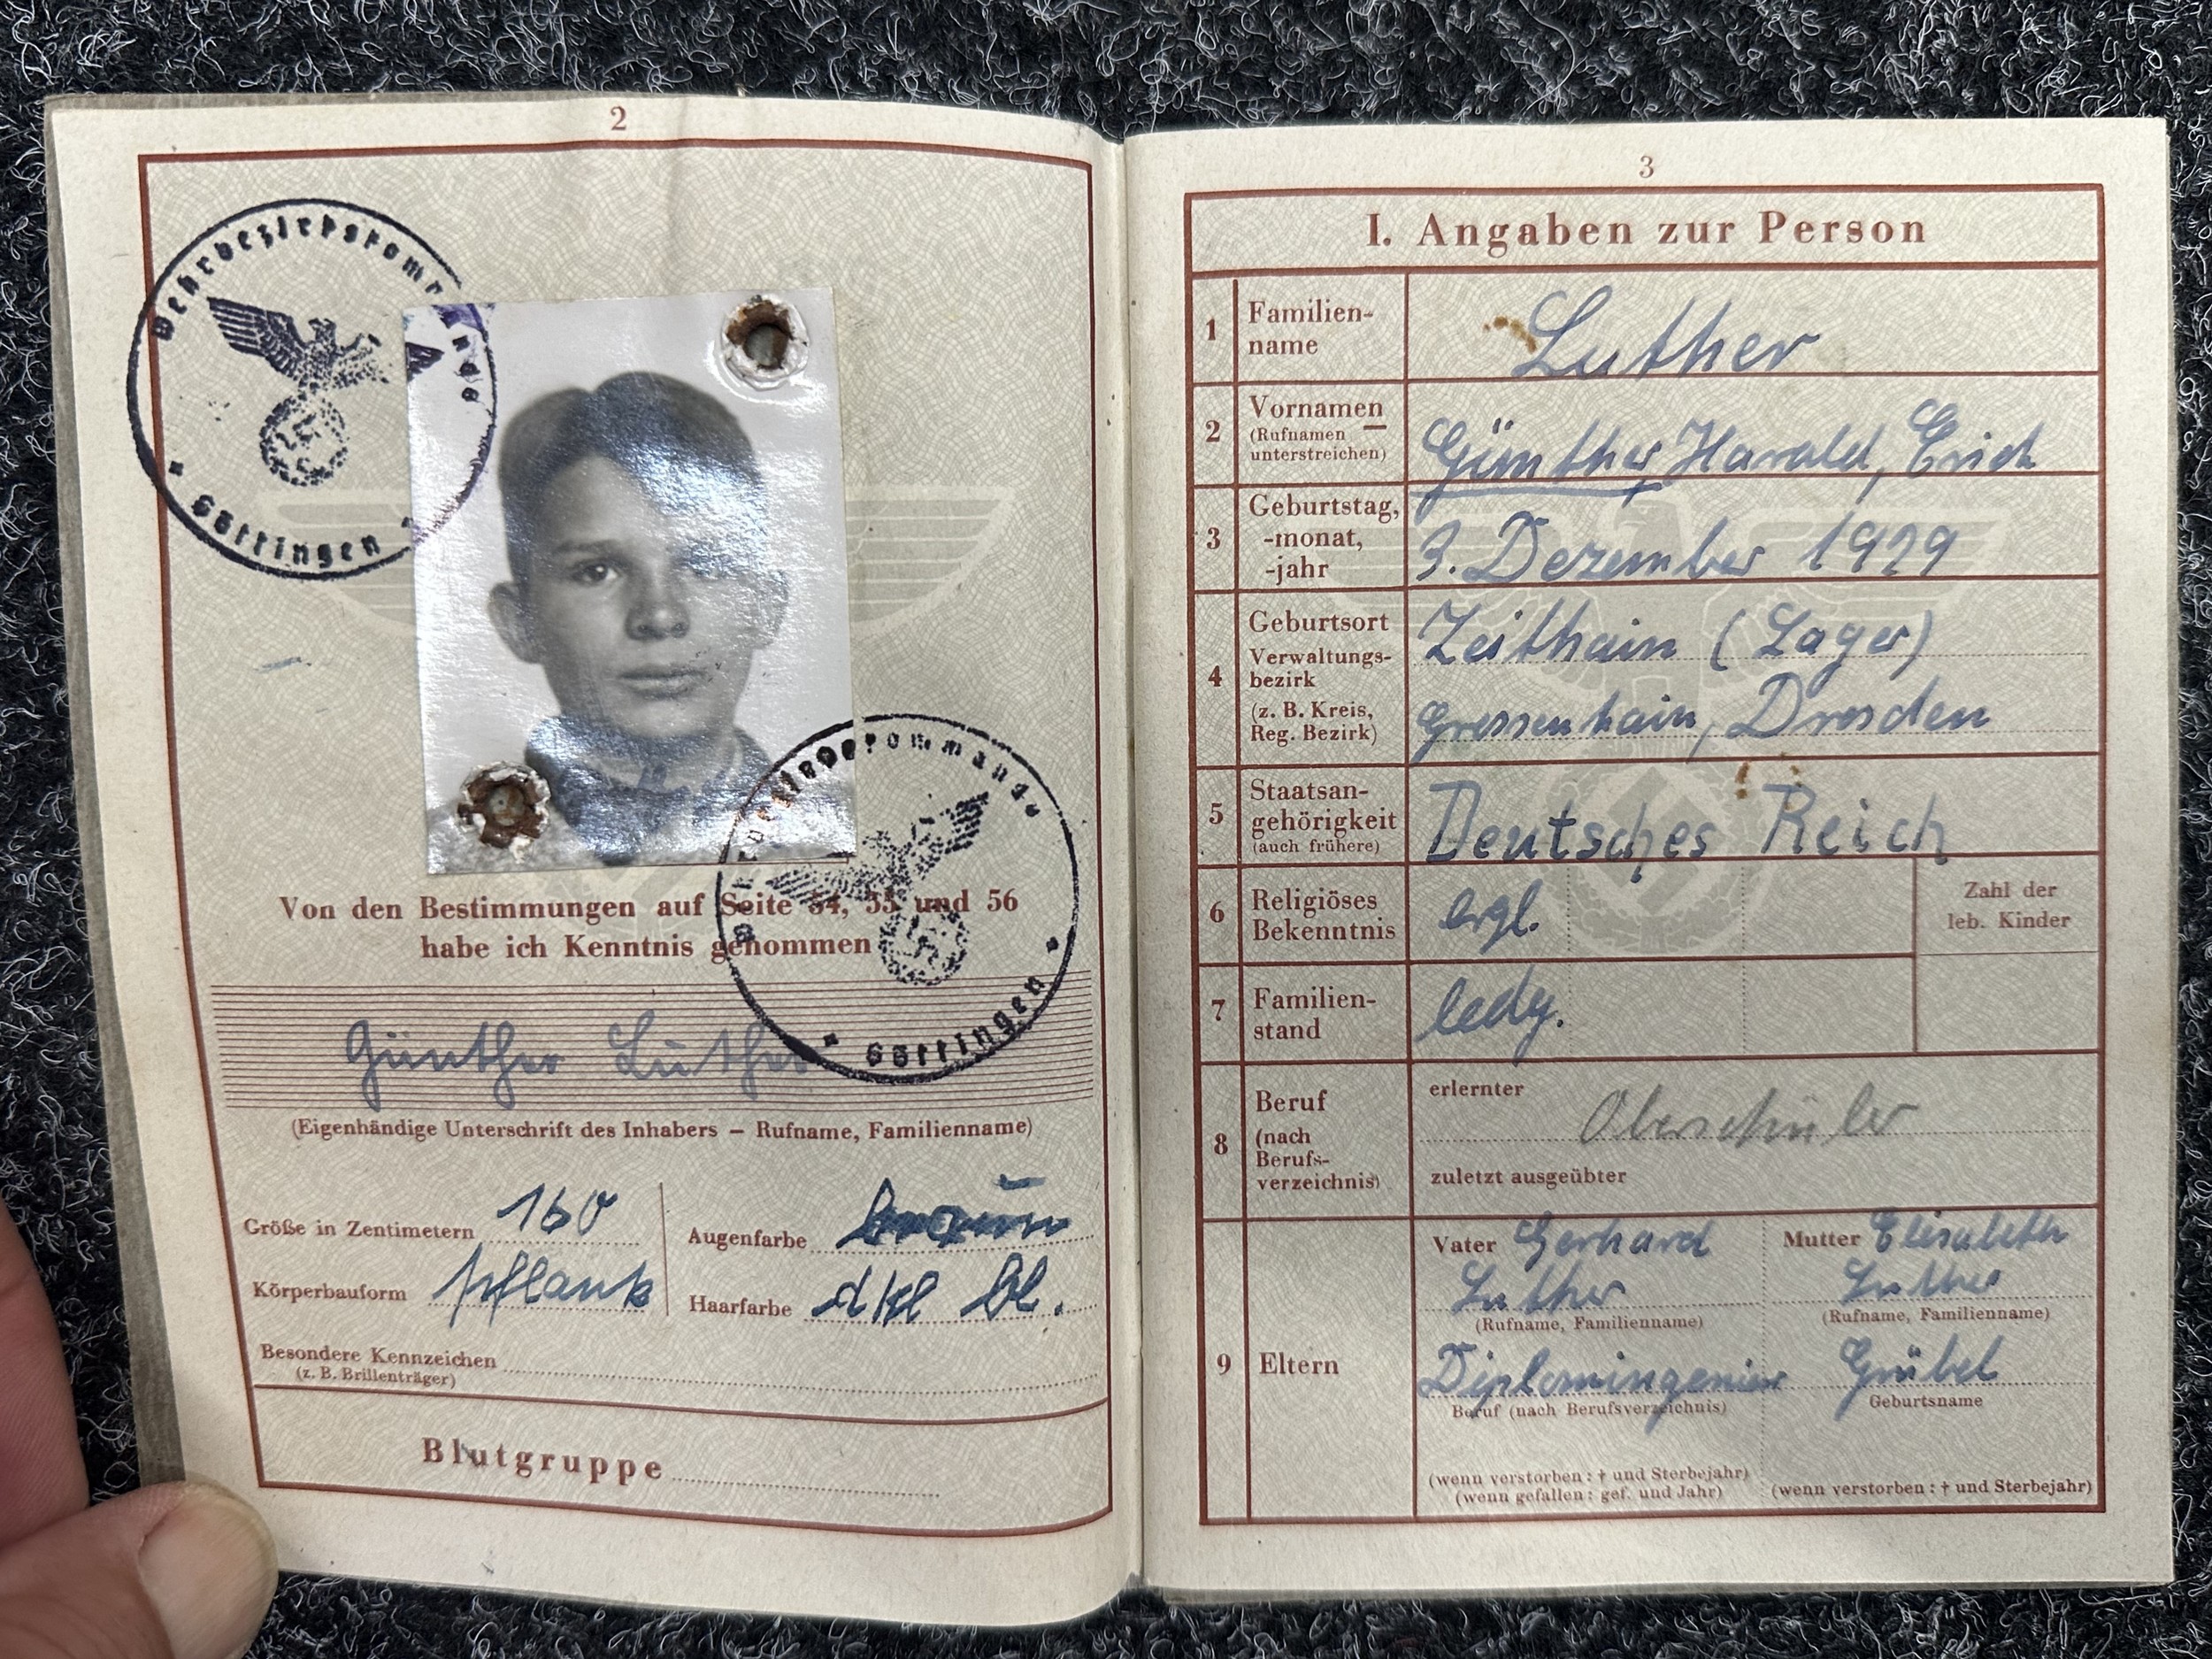 2
Wehrbezirkskommando
Göttingen
Wehrbezirkskommando
Göttingen
Von den Bestimmungen auf Seite 54, 55 und 56
habe ich Kenntnis genommen
Günther Luther
(Eigenhändige Unterschrift des Inhabers – Rufname, Familienname)
Größe in Zentimetern 160
Augenfarbe braun
Körperbauform schlank
Haarfarbe dkl bl.
Besondere Kennzeichen
(z. B. Brillenträger)
Blutgruppe
3
I. Angaben zur Person
1 Familien-
name
Luther
2 Vornamen
(Rufnamen
unterstreichen)
Günther Harald, Erich
3 Geburtstag,
-monat,
-jahr
3. Dezember 1929
4 Geburtsort
Verwaltungs-
bezirk
(z. B. Kreis,
Reg. Bezirk)
Zeithain (Lager)
Grossenhain, Dresden
5 Staatsan-
gehörigkeit
(auch frühere)
Deutsches Reich
6 Religiöses
Bekenntnis
Zahl der
leb. Kinder
7 Familien-
stand
ledg.
8 Beruf
(nach
Berufs-
verzeichnis)
erlernter
Oberschüler
zuletzt ausgeübter
9 Eltern
Vater Gerhard
Luther
(Rufname, Familienname)
Diplomingenieur
Beruf (nach Berufsverzeichnis)
(wenn verstorben: † und Sterbejahr)
(wenn gefallen: gef. und Jahr)
Mutter Elisabeth
Luther
(Rufname, Familienname)
Grübel
Geburtsname
(wenn verstorben: † und Sterbejahr)